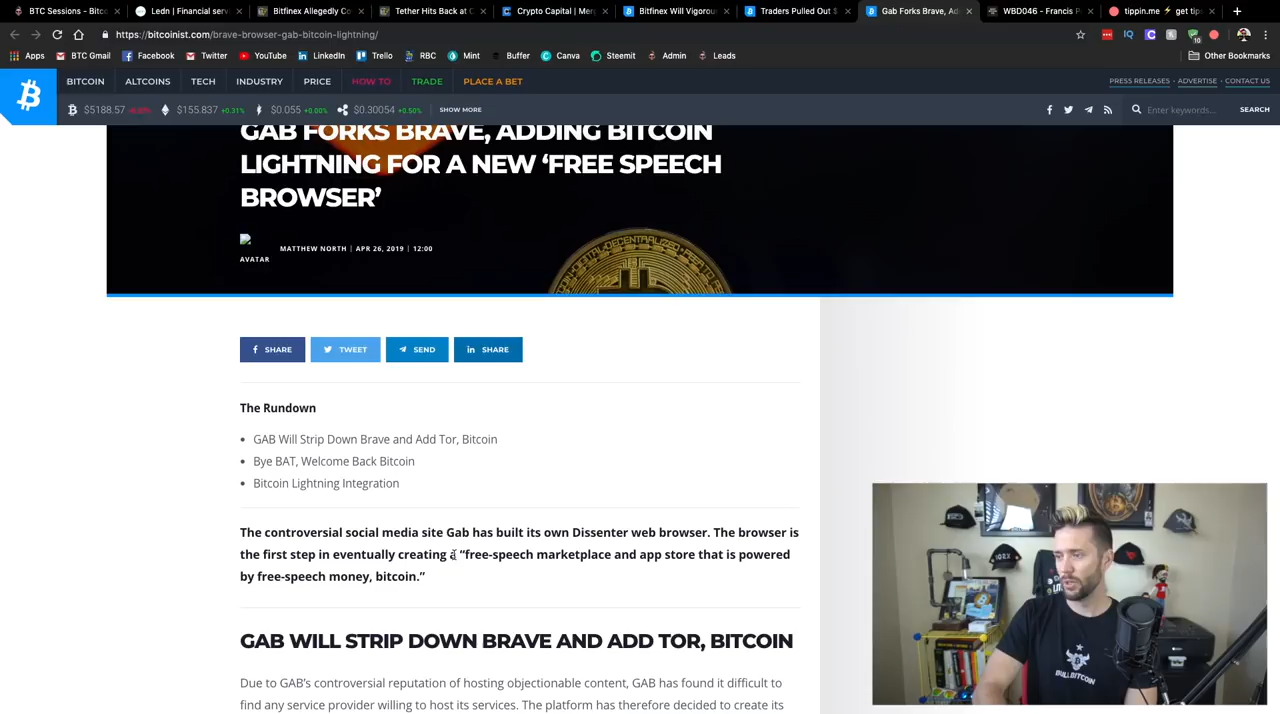 BTC Sessions - Bitc
Ledn | Financial serv
Bitfinex Allegedly Co
Tether Hits Back at C
Crypto Capital | Mer
Bitfinex Will Vigorou
Traders Pulled Out $
Gab Forks Brave, Ad
WBD046 - Francis P
tippin.me ⚡ get tip
https://bitcoinist.com/brave-browser-gab-bitcoin-lightning/
Apps
BTC Gmail
Facebook
Twitter
YouTube
LinkedIn
Trello
RBC
Mint
Buffer
Canva
Steemit
Admin
Leads
Other Bookmarks
BITCOIN
ALTCOINS
TECH
INDUSTRY
PRICE
HOW TO
TRADE
PLACE A BET
PRESS RELEASES - ADVERTISE - CONTACT US
$5188.57
$155.837 +0.31%
$0.055 +0.00%
$0.30054 +0.50%
SHOW MORE
Enter keywords...
SEARCH
GAB FORKS BRAVE, ADDING BITCOIN
LIGHTNING FOR A NEW ‘FREE SPEECH
BROWSER’
AVATAR
MATTHEW NORTH | APR 26, 2019 | 12:00
SHARE
TWEET
SEND
SHARE
The Rundown
• GAB Will Strip Down Brave and Add Tor, Bitcoin
• Bye BAT, Welcome Back Bitcoin
• Bitcoin Lightning Integration
The controversial social media site Gab has built its own Dissenter web browser. The browser is
the first step in eventually creating a “free-speech marketplace and app store that is powered
by free-speech money, bitcoin.”
GAB WILL STRIP DOWN BRAVE AND ADD TOR, BITCOIN
Due to GAB’s controversial reputation of hosting objectionable content, GAB has found it difficult to
find any service provider willing to host its services. The platform has therefore decided to create its
BULLBITCOIN